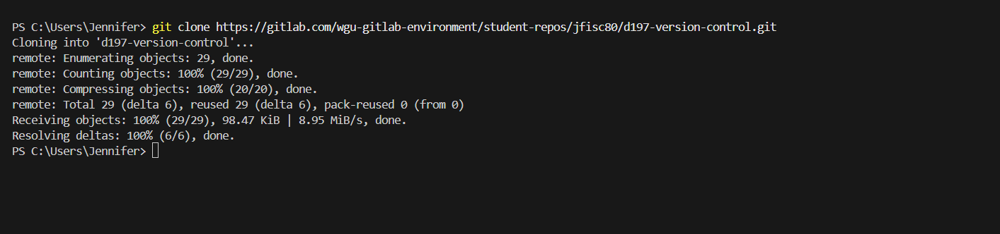 PS C:\Users\Jennifer> git clone https://gitlab.com/wgu-gitlab-environment/student-repos/jfisc80/d197-version-control.git
Cloning into 'd197-version-control'...
remote: Enumerating objects: 29, done.
remote: Counting objects: 100% (29/29), done.
remote: Compressing objects: 100% (20/20), done.
remote: Total 29 (delta 6), reused 29 (delta 6), pack-reused 0 (from 0)
Receiving objects: 100% (29/29), 98.47 KiB | 8.95 MiB/s, done.
Resolving deltas: 100% (6/6), done.
PS C:\Users\Jennifer>